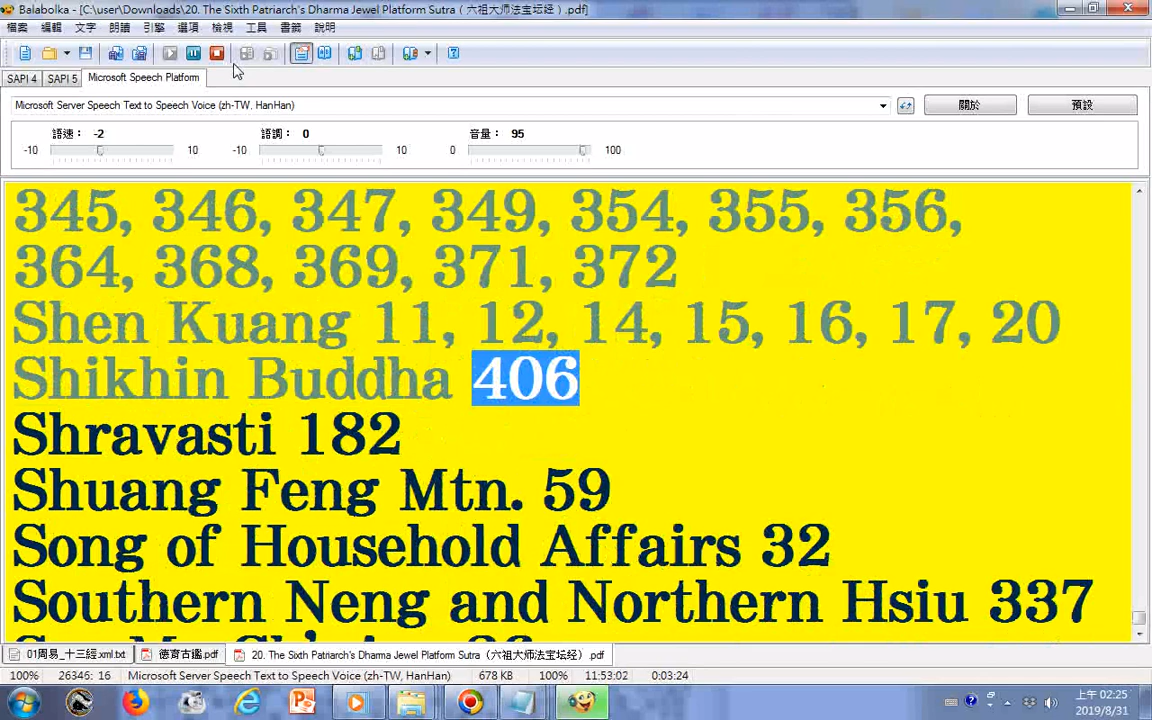 Balabolka - [C:\user\Downloads\20. The Sixth Patriarch's Dharma Jewel Platform Sutra（六祖大师法宝坛经）.pdf]
檔案 編輯 文字 朗讀 引擎 選項 檢視 工具 書籤 說明
SAPI 4 SAPI 5 Microsoft Speech Platform
Microsoft Server Speech Text to Speech Voice (zh-TW, HanHan) 關於 預設
語速： -2 語調： 0 音量： 95
-10 10 -10 10 0 100
345, 346, 347, 349, 354, 355, 356,
364, 368, 369, 371, 372
Shen Kuang 11, 12, 14, 15, 16, 17, 20
Shikhin Buddha 406
Shravasti 182
Shuang Feng Mtn. 59
Song of Household Affairs 32
Southern Neng and Northern Hsiu 337
01周易_十三經.xml.txt 德育古鑑.pdf 20. The Sixth Patriarch's Dharma Jewel Platform Sutra（六祖大师法宝坛经）.pdf
100% 26346: 16 Microsoft Server Speech Text to Speech Voice (zh-TW, HanHan) 678 KB 100% 11:53:02 0:03:24
上午 02:25
2019/8/31